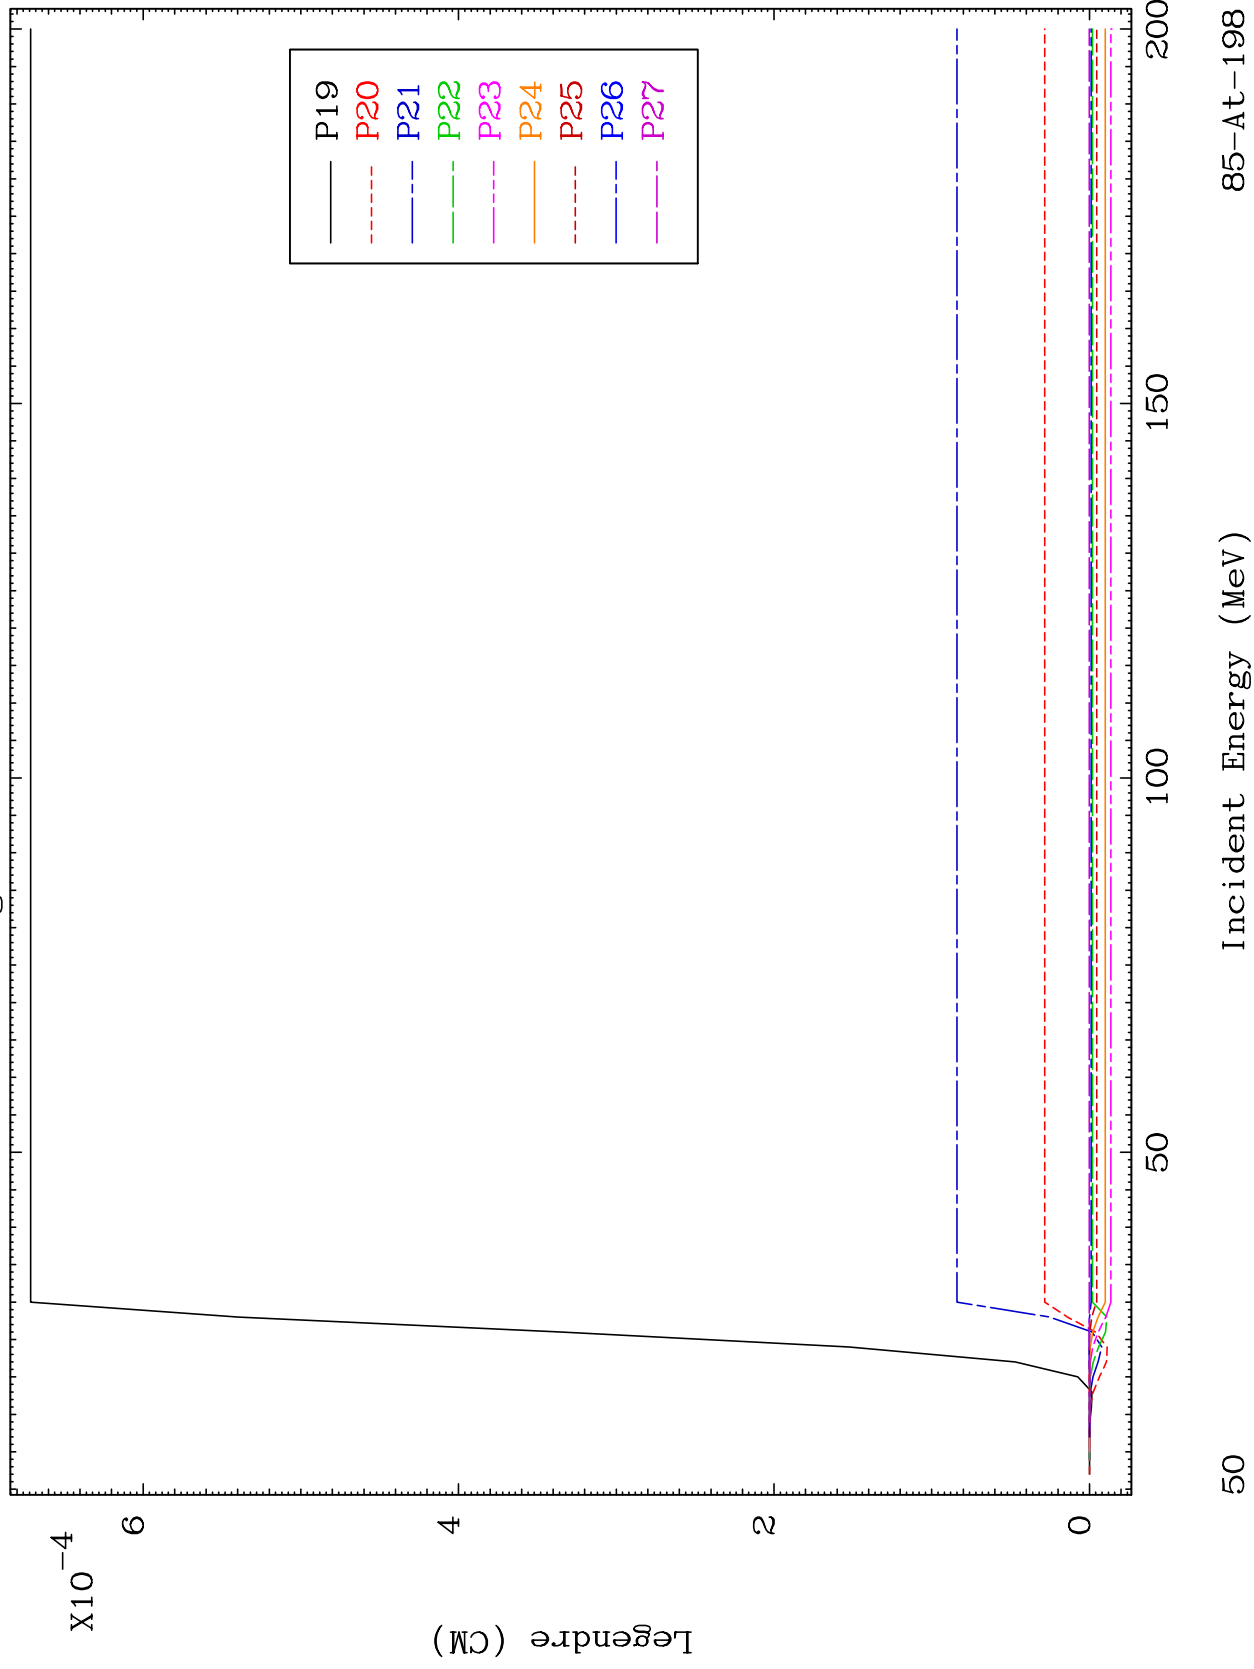 X10-4
6
4
2
0
Legendre (CM)
P19
P20
P21
P22
P23
P24
P25
P26
P27
50
100
150
200
Incident Energy (MeV)
50
85-At-198